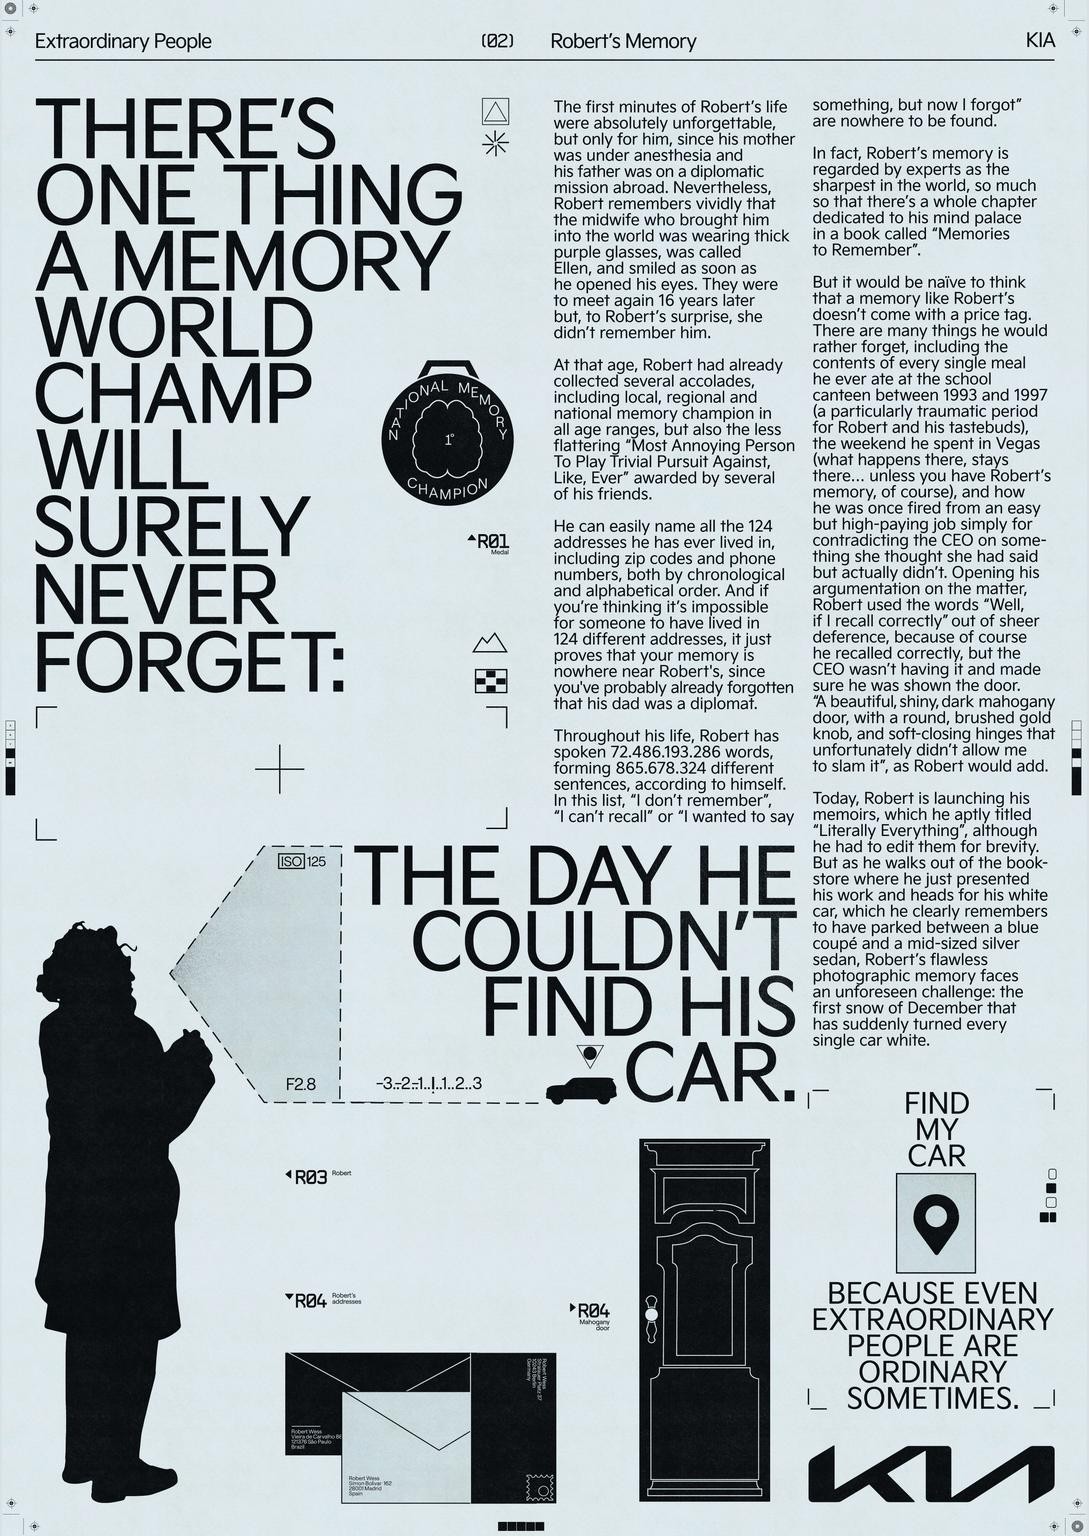 Extraordinary People
(02)
Robert's Memory
KIA
THERE'S
ONE THING
A MEMORY
WORLD
CHAMP
WILL
SURELY
NEVER
FORGET:
NATIONAL MEMORY
1°
CHAMPION
R01
Medal
The first minutes of Robert's life
were absolutely unforgettable,
but only for him, since his mother
was under anesthesia and
his father was on a diplomatic
mission abroad. Nevertheless,
Robert remembers vividly that
the midwife who brought him
into the world was wearing thick
purple glasses, was called
Ellen, and smiled as soon as
he opened his eyes. They were
to meet again 16 years later
but, to Robert's surprise, she
didn't remember him.
At that age, Robert had already
collected several accolades,
including local, regional and
national memory champion in
all age ranges, but also the less
flattering “Most Annoying Person
To Play Trivial Pursuit Against,
Like, Ever” awarded by several
of his friends.
He can easily name all the 124
addresses he has ever lived in,
including zip codes and phone
numbers, both by chronological
and alphabetical order. And if
you're thinking it's impossible
for someone to have lived in
124 different addresses, it just
proves that your memory is
nowhere near Robert's, since
you've probably already forgotten
that his dad was a diplomat.
Throughout his life, Robert has
spoken 72.486.193.286 words,
forming 865.678.324 different
sentences, according to himself.
In this list, “I don't remember”,
“I can't recall” or “I wanted to say
something, but now I forgot”
are nowhere to be found.
In fact, Robert's memory is
regarded by experts as the
sharpest in the world, so much
so that there's a whole chapter
dedicated to his mind palace
in a book called “Memories
to Remember”.
But it would be naïve to think
that a memory like Robert's
doesn't come with a price tag.
There are many things he would
rather forget, including the
contents of every single meal
he ever ate at the school
canteen between 1993 and 1997
(a particularly traumatic period
for Robert and his tastebuds),
the weekend he spent in Vegas
(what happens there, stays
there... unless you have Robert's
memory, of course), and how
he was once fired from an easy
but high-paying job simply for
contradicting the CEO on some-
thing she thought she had said
but actually didn't. Opening his
argumentation on the matter,
Robert used the words “Well,
if I recall correctly” out of sheer
deference, because of course
he recalled correctly, but the
CEO wasn't having it and made
sure he was shown the door.
“A beautiful, shiny, dark mahogany
door, with a round, brushed gold
knob, and soft-closing hinges that
unfortunately didn't allow me
to slam it”, as Robert would add.
Today, Robert is launching his
memoirs, which he aptly titled
“Literally Everything”, although
he had to edit them for brevity.
But as he walks out of the book-
store where he just presented
his work and heads for his white
car, which he clearly remembers
to have parked between a blue
coupé and a mid-sized silver
sedan, Robert's flawless
photographic memory faces
an unforeseen challenge: the
first snow of December that
has suddenly turned every
single car white.
ISO 125
F2.8
-3..-2..-1..|..1..2..3
THE DAY HE
COULDN'T
FIND HIS
CAR.
R03 Robert
R04 Robert's
addresses
R04
Mahogany
door
Robert Wess
Vieira de Carvalho 88
121376 São Paulo
Brazil
Robert Wess
Simon Bolivar 162
28001 Madrid
Spain
Robert Wess
Strausberger Platz 37
10243 Berlin
Germany
FIND
MY
CAR
BECAUSE EVEN
EXTRAORDINARY
PEOPLE ARE
ORDINARY
SOMETIMES.
KIA